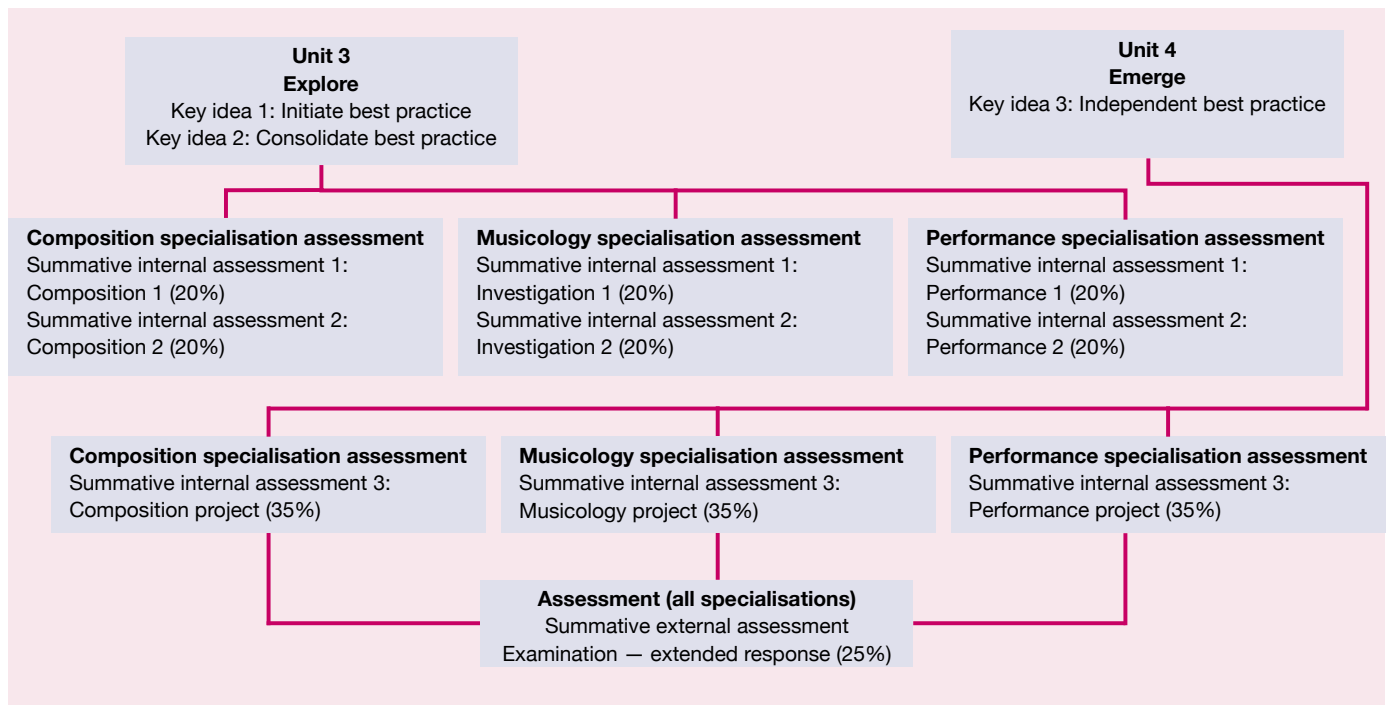 Unit 3
Explore
Key idea 1: Initiate best practice
Key idea 2: Consolidate best practice
Unit 4
Emerge
Key idea 3: Independent best practice
Composition specialisation assessment
Summative internal assessment 1:
Composition 1 (20%)
Summative internal assessment 2:
Composition 2 (20%)
Musicology specialisation assessment
Summative internal assessment 1:
Investigation 1 (20%)
Summative internal assessment 2:
Investigation 2 (20%)
Performance specialisation assessment
Summative internal assessment 1:
Performance 1 (20%)
Summative internal assessment 2:
Performance 2 (20%)
Composition specialisation assessment
Summative internal assessment 3:
Composition project (35%)
Musicology specialisation assessment
Summative internal assessment 3:
Musicology project (35%)
Performance specialisation assessment
Summative internal assessment 3:
Performance project (35%)
Assessment (all specialisations)
Summative external assessment
Examination — extended response (25%)